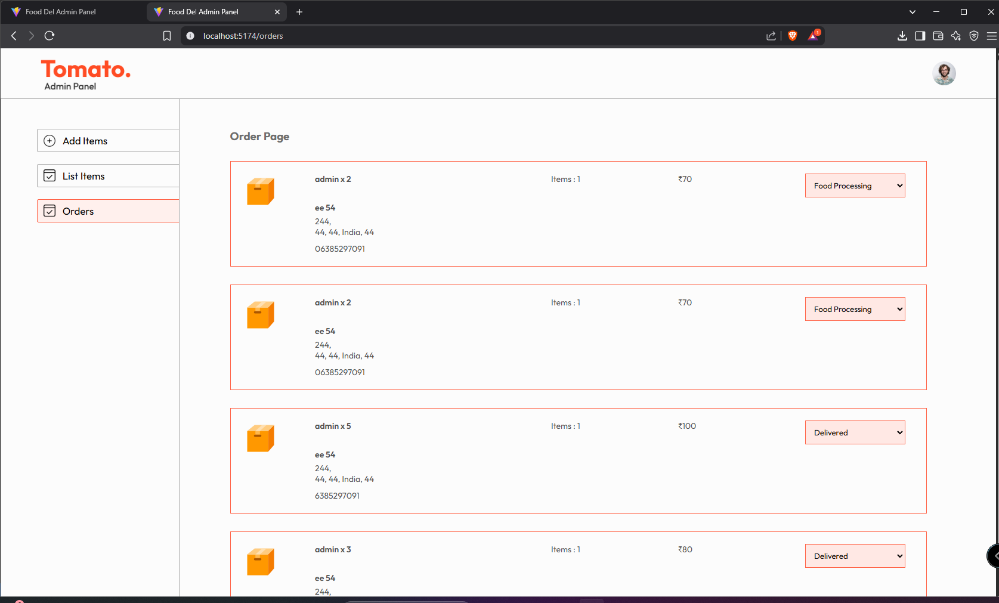 Food Del Admin Panel
Food Del Admin Panel
localhost:5174/orders
1
Tomato.
Admin Panel
Add Items
List Items
Orders
Order Page
admin x 2
Items : 1
₹70
Food Processing
ee 54
244,
44, 44, India, 44
06385297091
admin x 2
Items : 1
₹70
Food Processing
ee 54
244,
44, 44, India, 44
06385297091
admin x 5
Items : 1
₹100
Delivered
ee 54
244,
44, 44, India, 44
6385297091
admin x 3
Items : 1
₹80
Delivered
ee 54
244,